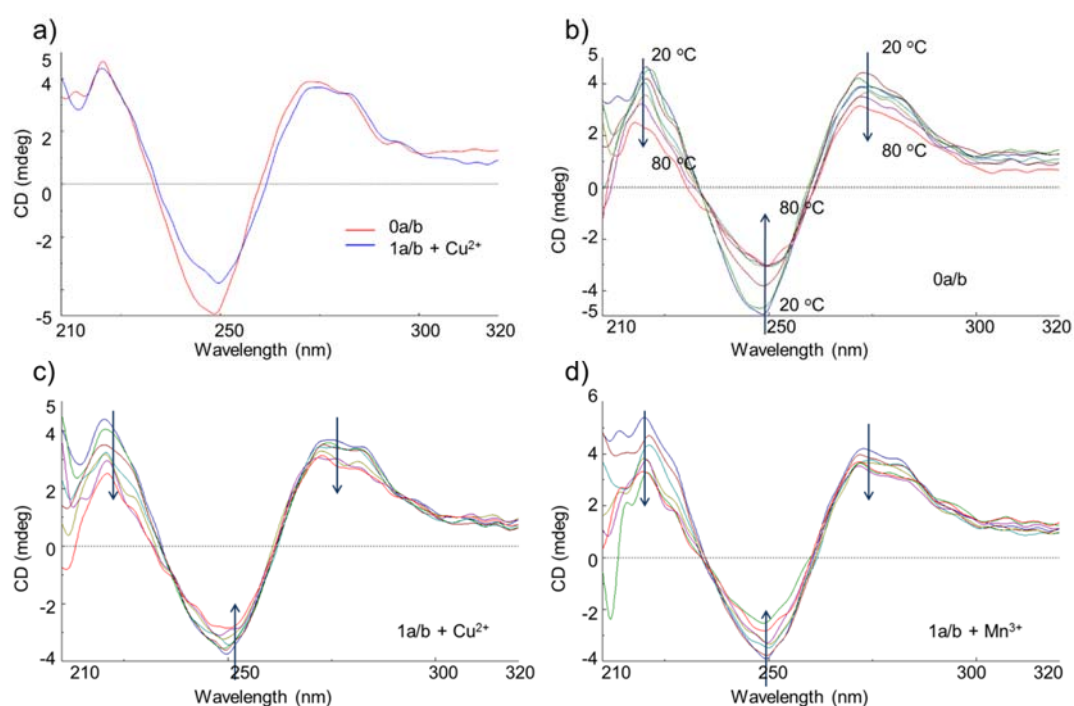 a)
CD (mdeg)
5
4
2
0
-2
-5
210
250
300
320
Wavelength (nm)
0a/b
1a/b + Cu²⁺
b)
CD (mdeg)
5
4
2
0
-2
-4
-5
210
250
300
320
Wavelength (nm)
20 °C
80 °C
20 °C
80 °C
80 °C
20 °C
0a/b
c)
CD (mdeg)
5
4
2
0
-2
-4
210
250
300
320
Wavelength (nm)
1a/b + Cu²⁺
d)
CD (mdeg)
6
4
2
0
-2
-4
210
250
300
320
Wavelength (nm)
1a/b + Mn³⁺